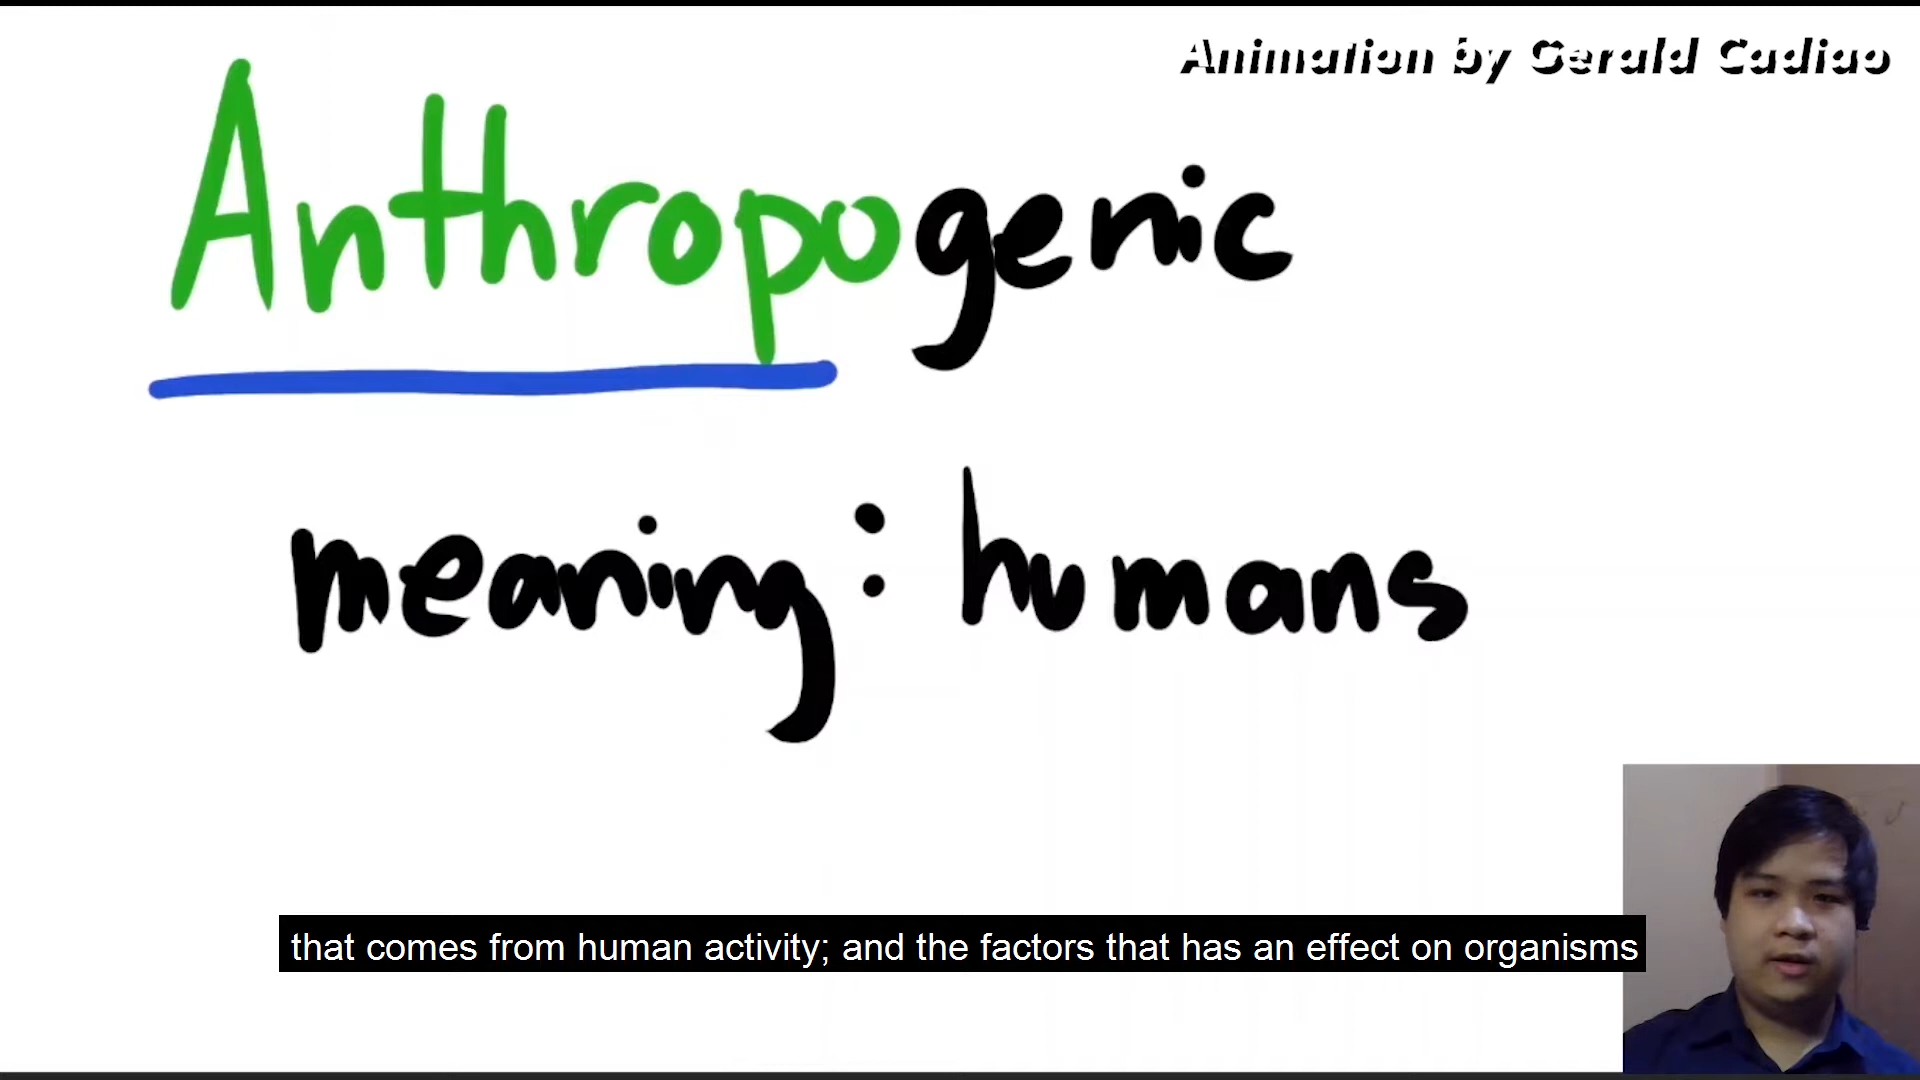 Animation by Gerald Cadiao
Anthropogenic
meaning: humans
that comes from human activity; and the factors that has an effect on organisms